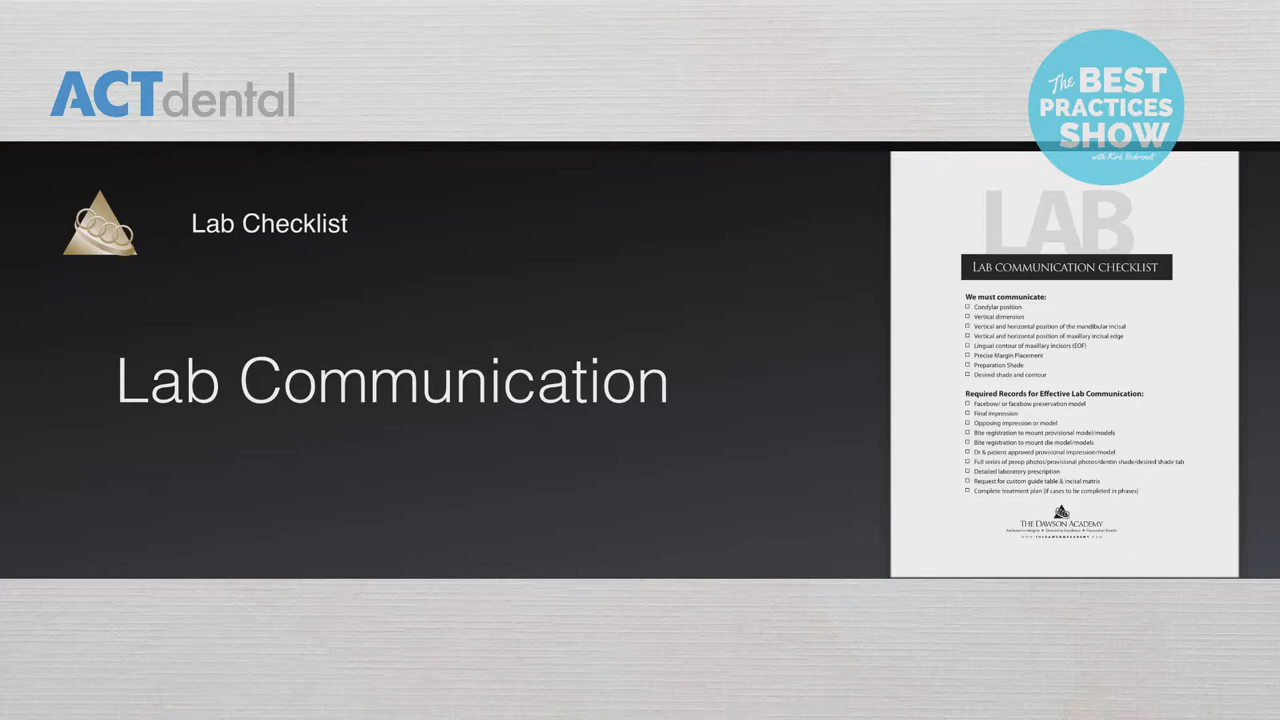 ACTdental
The BEST
PRACTICES
SHOW
Lab Checklist
Lab Communication
LAB
LAB COMMUNICATION CHECKLIST
We must communicate:
Condylar position
Vertical dimension
Vertical and horizontal position of the mandibular incisal
Vertical and horizontal position of maxillary incisal edge
Lingual contour of maxillary incisors (EOF)
Precise Margin Placement
Preparation Shade
Desired shade and contour
Required Records for Effective Lab Communication:
Facebow/ or facebow preservation model
Final impression
Opposing impression or model
Bite registration to mount provisional model/models
Bite registration to mount die model/models
Dr & patient approved provisional impression/model
Full series of preop photos/provisional photos/dentin shade/desired shade tab
Detailed laboratory prescription
Request for custom guide table & incisal matrix
Complete treatment plan (if cases to be completed in phases)
THE DAWSON ACADEMY